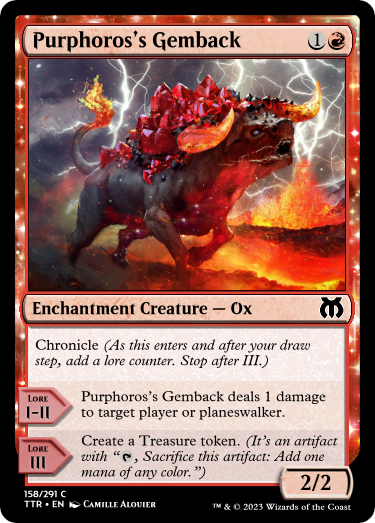 Purphoros's Gemback 1
Enchantment Creature — Ox
Chronicle (As this enters and after your draw
step, add a lore counter. Stop after III.)
LORE
I-II
Purphoros's Gemback deals 1 damage
to target player or planeswalker.
LORE
III
Create a Treasure token. (It's an artifact
with “, Sacrifice this artifact: Add one
mana of any color.”)
2/2
158/291 C
TTR • EN CAMILLE ALQUIER
™ & © 2023 Wizards of the Coast